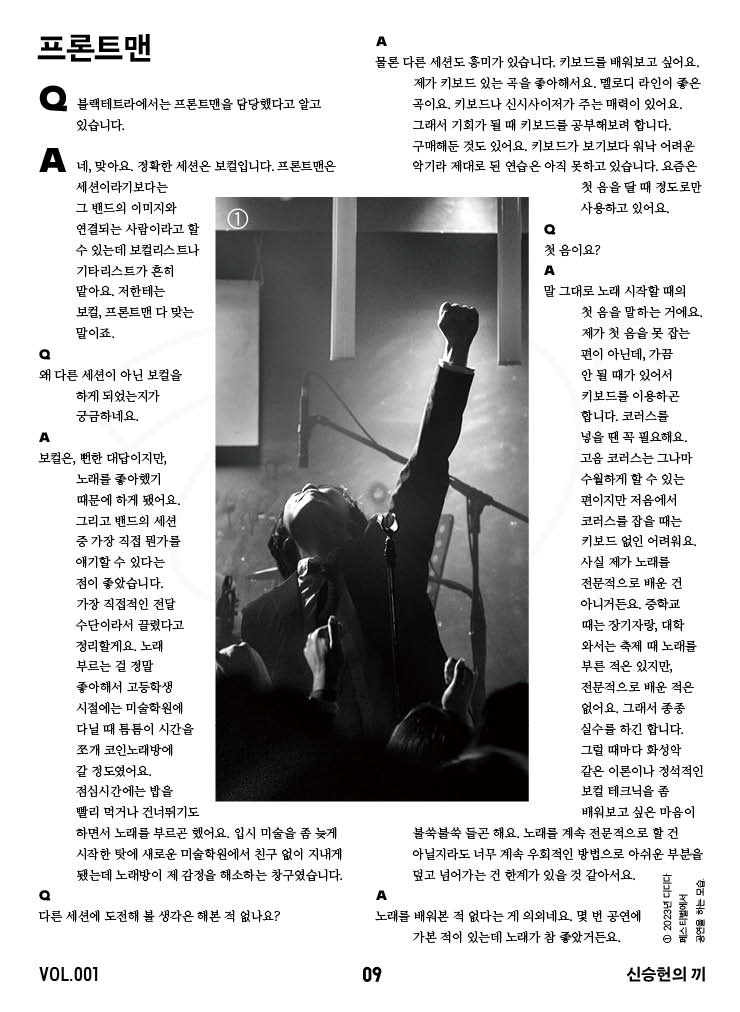 프론트맨
Q 블랙테트라에서는 프론트맨을 담당했다고 알고
있습니다.
A 네, 맞아요. 정확한 세션은 보컬입니다. 프론트맨은
세션이라기보다는
그 밴드의 이미지와
연결되는 사람이라고 할
수 있는데 보컬리스트나
기타리스트가 흔히
맡아요. 저한테는
보컬, 프론트맨 다 맞는
말이죠.
Q
왜 다른 세션이 아닌 보컬을
하게 되었는지가
궁금하네요.
A
보컬은, 뻔한 대답이지만,
노래를 좋아했기
때문에 하게 됐어요.
그리고 밴드의 세션
중 가장 직접 뭔가를
얘기할 수 있다는
점이 좋았습니다.
가장 직접적인 전달
수단이라서 끌렸다고
정리할게요. 노래
부르는 걸 정말
좋아해서 고등학생
시절에는 미술학원에
다닐 때 틈틈이 시간을
쪼개 코인노래방에
갈 정도였어요.
점심시간에는 밥을
빨리 먹거나 건너뛰기도
하면서 노래를 부르곤 했어요. 입시 미술을 좀 늦게
시작한 탓에 새로운 미술학원에서 친구 없이 지내게
됐는데 노래방이 제 감정을 해소하는 창구였습니다.
Q
다른 세션에 도전해 볼 생각은 해본 적 없나요?
A
물론 다른 세션도 흥미가 있습니다. 키보드를 배워보고 싶어요.
제가 키보드 있는 곡을 좋아해서요. 멜로디 라인이 좋은
곡이요. 키보드나 신시사이저가 주는 매력이 있어요.
그래서 기회가 될 때 키보드를 공부해보려 합니다.
구매해둔 것도 있어요. 키보드가 보기보다 워낙 어려운
악기라 제대로 된 연습은 아직 못하고 있습니다. 요즘은
첫 음을 딸 때 정도로만
사용하고 있어요.
Q
첫 음이요?
A
말 그대로 노래 시작할 때의
첫 음을 말하는 거에요.
제가 첫 음을 못 잡는
편이 아닌데, 가끔
안 될 때가 있어서
키보드를 이용하곤
합니다. 코러스를
넣을 땐 꼭 필요해요.
고음 코러스는 그나마
수월하게 할 수 있는
편이지만 저음에서
코러스를 잡을 때는
키보드 없인 어려워요.
사실 제가 노래를
전문적으로 배운 건
아니거든요. 중학교
때는 장기자랑, 대학
와서는 축제 때 노래를
부른 적은 있지만,
전문적으로 배운 적은
없어요. 그래서 종종
실수를 하긴 합니다.
그럴 때마다 화성악
같은 이론이나 정석적인
보컬 테크닉을 좀
배워보고 싶은 마음이
불쑥불쑥 들곤 해요. 노래를 계속 전문적으로 할 건
아닐지라도 너무 계속 우회적인 방법으로 아쉬운 부분을
덮고 넘어가는 건 한계가 있을 것 같아서요.
A
노래를 배워본 적 없다는 게 의외네요. 몇 번 공연에
가본 적이 있는데 노래가 참 좋았거든요.
①
① 2023년 디디다
페스티벌에서
공연을 하는 모습.
VOL.001
09
신승헌의 끼